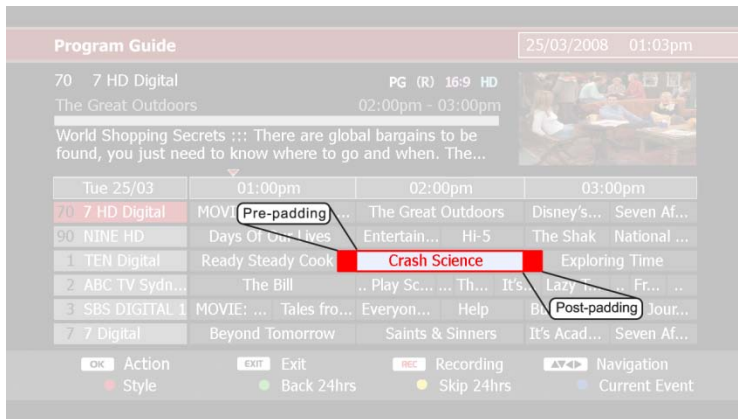 Program Guide 25/03/2008 01:03pm
70 7 HD Digital PG (R) 16:9 HD
The Great Outdoors 02:00pm - 03:00pm
World Shopping Secrets ::: There are global bargains to be
found, you just need to know where to go and when. The...
Tue 25/03 01:00pm 02:00pm 03:00pm
70 7 HD Digital MOVI Pre-padding ... The Great Outdoors Disney's... Seven Af...
90 NINE HD Days Of Our Lives Entertain... Hi-5 The Shak National ...
1 TEN Digital Ready Steady Cook Crash Science Exploring Time
2 ABC TV Sydn... The Bill .. Play Sc... ... Th... It's... Lazy T... .. Fr... ..
3 SBS DIGITAL 1 MOVIE: ... Tales fro... Everyon... Help Post-padding Jour...
7 7 Digital Beyond Tomorrow Saints & Sinners It's Acad... Seven Af...
OK Action EXIT Exit REC Recording Navigation
Style Back 24hrs Skip 24hrs Current Event